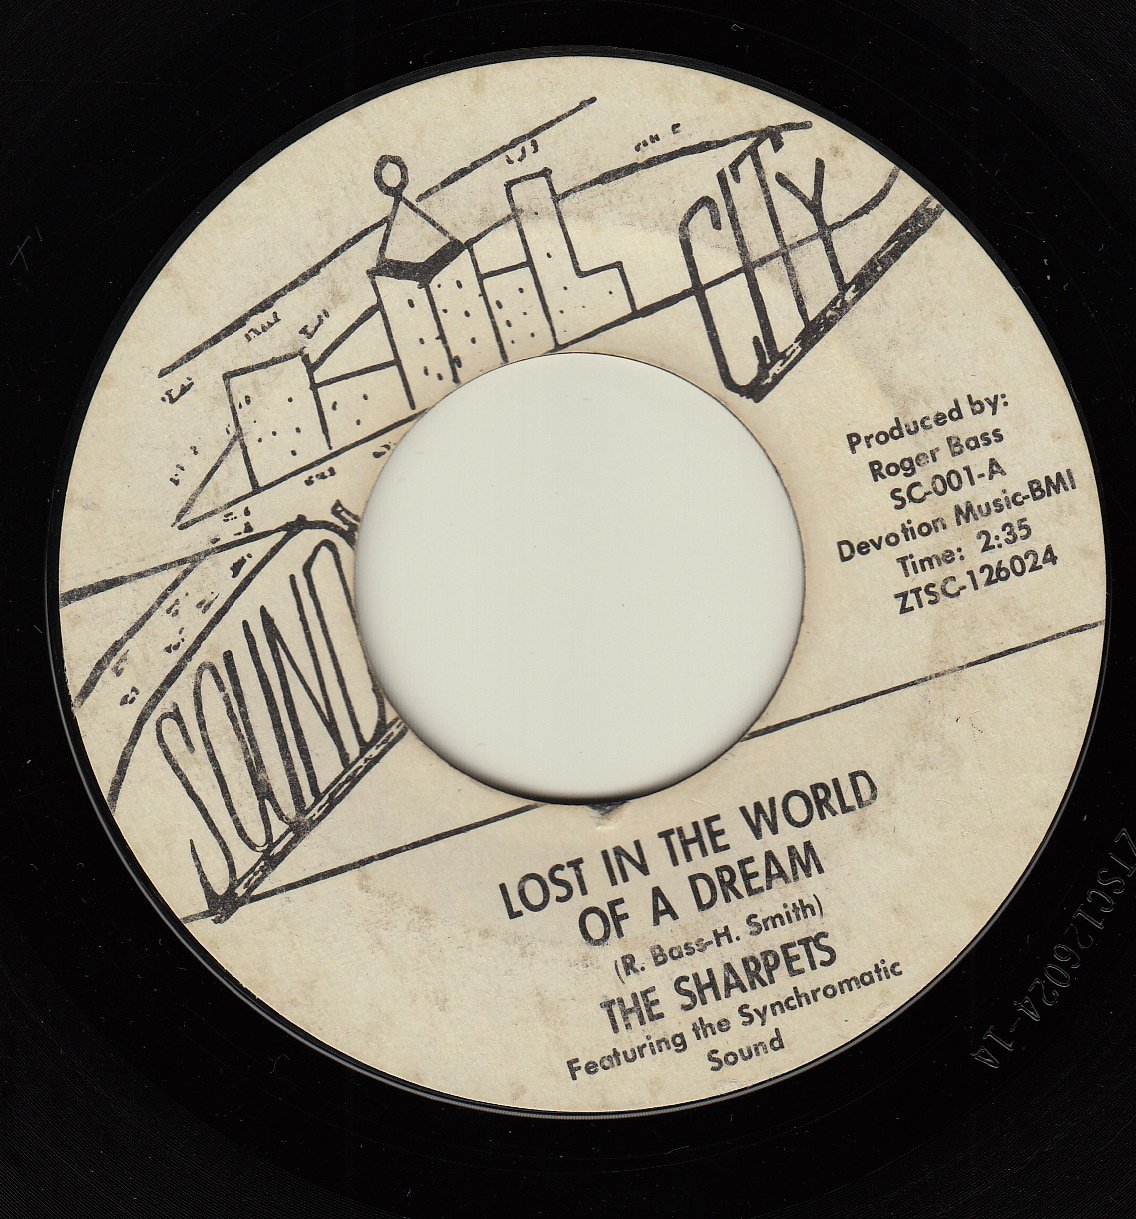 SOUND
CITY
Produced by:
Roger Bass
SC-001-A
Devotion Music-BMI
Time: 2:35
ZTSC-126024
LOST IN THE WORLD
OF A DREAM
(R. Bass-H. Smith)
THE SHARPETS
Featuring the Synchromatic
Sound
ZTSC126024-1A